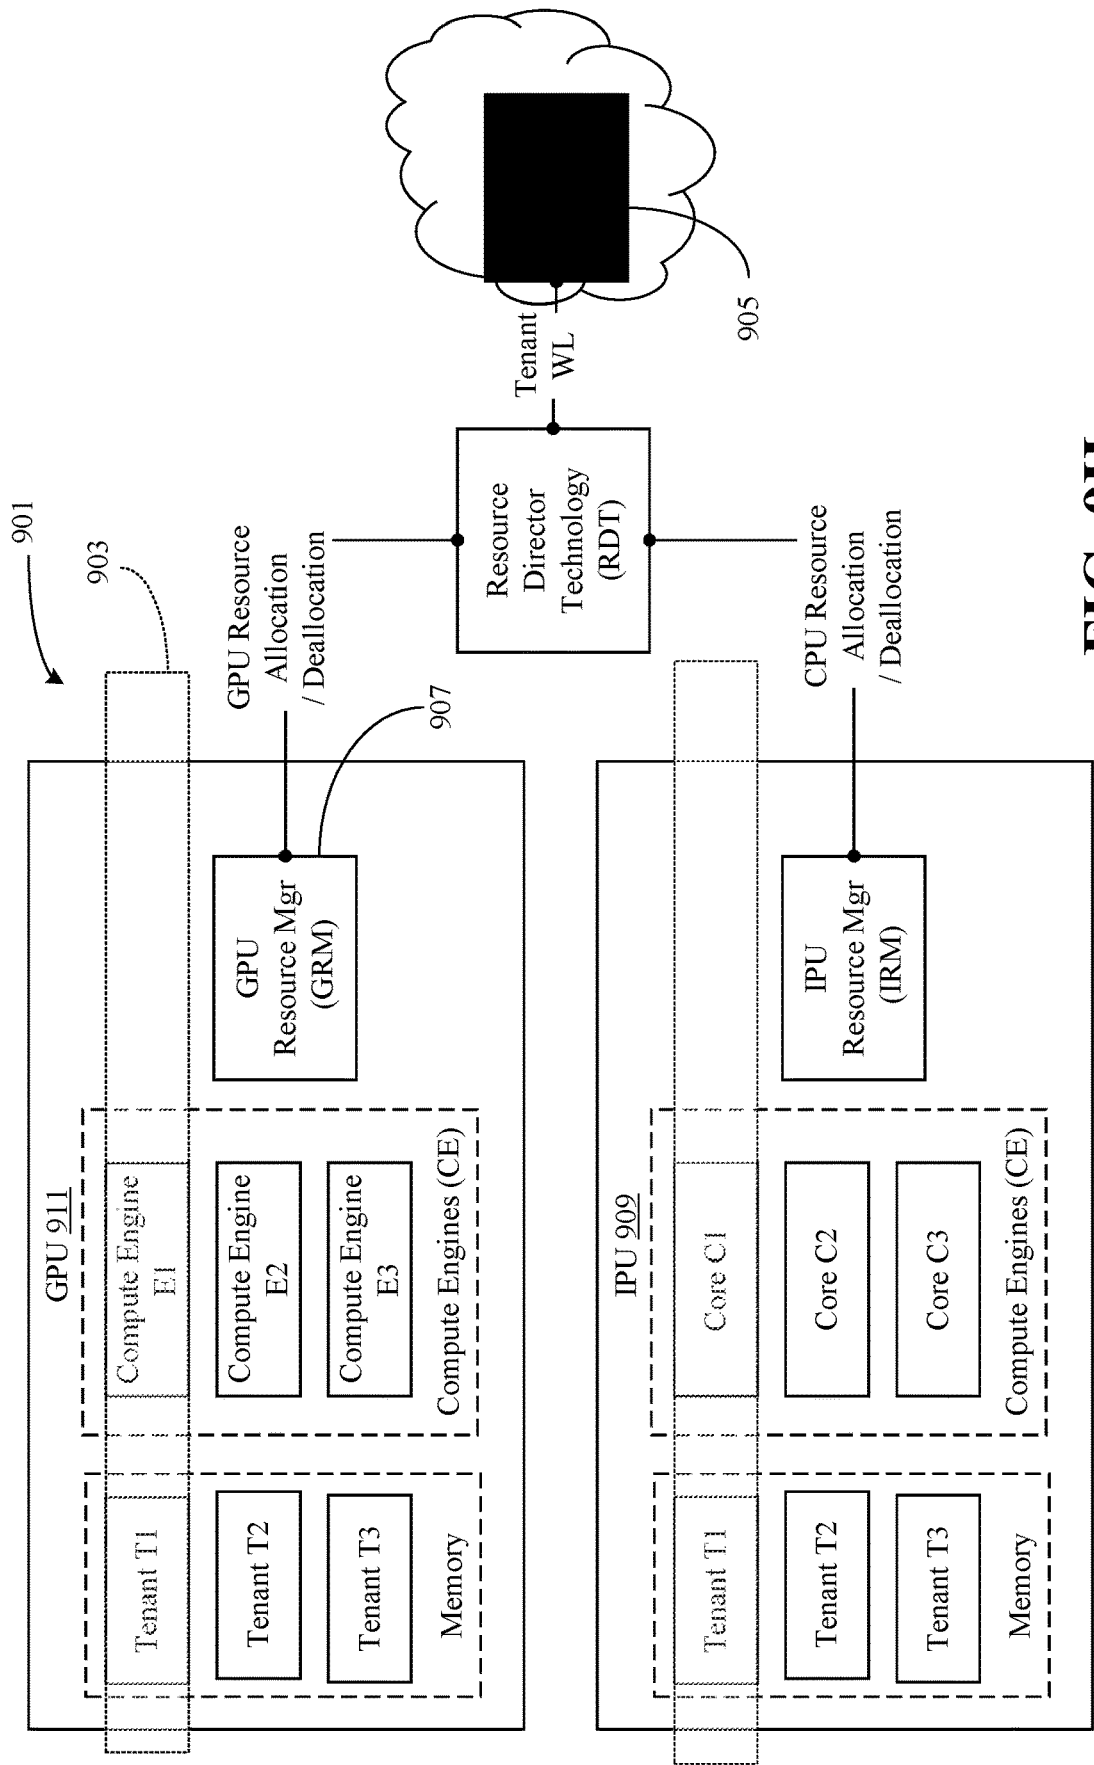 901
903
GPU 911
Tenant T1
Tenant T2
Tenant T3
Memory
Compute Engine
E1
Compute Engine
E2
Compute Engine
E3
Compute Engines (CE)
GPU
Resource Mgr
(GRM)
907
GPU Resource
Allocation
/ Deallocation
Resource
Director
Technology
(RDT)
Tenant
WL
905
IPU 909
Tenant T1
Tenant T2
Tenant T3
Memory
Core C1
Core C2
Core C3
Compute Engines (CE)
IPU
Resource Mgr
(IRM)
CPU Resource
Allocation
/ Deallocation
FIG.